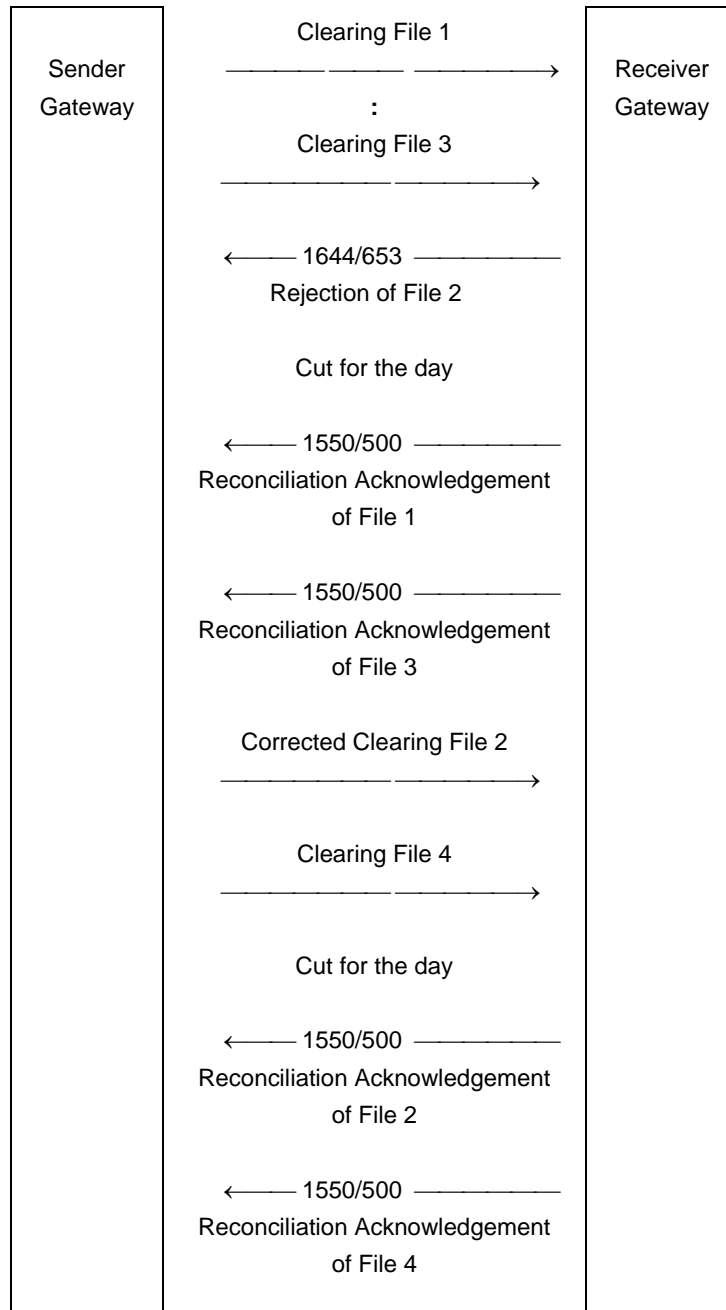 Clearing File 1
Sender
Gateway
Receiver
Gateway
:
Clearing File 3
1644/653
Rejection of File 2
Cut for the day
1550/500
Reconciliation Acknowledgement
of File 1
1550/500
Reconciliation Acknowledgement
of File 3
Corrected Clearing File 2
Clearing File 4
Cut for the day
1550/500
Reconciliation Acknowledgement
of File 2
1550/500
Reconciliation Acknowledgement
of File 4